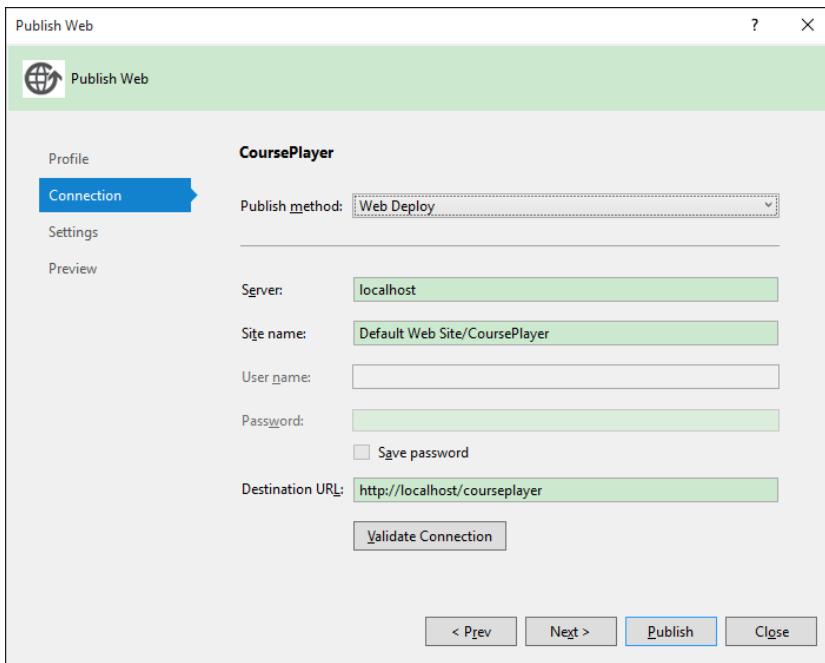 Publish Web
?
Publish Web
Profile
Connection
Settings
Preview
CoursePlayer
Publish method: Web Deploy
Server: localhost
Site name: Default Web Site/CoursePlayer
User name:
Password:
Save password
Destination URL: http://localhost/courseplayer
Validate Connection
< Prev Next > Publish Close